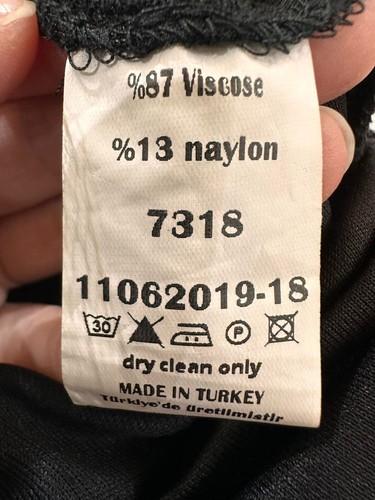 %87 Viscose
%13 naylon
7318
11062019-18
30 P
dry clean only
MADE IN TURKEY
Türkiye'de üretilmiştir